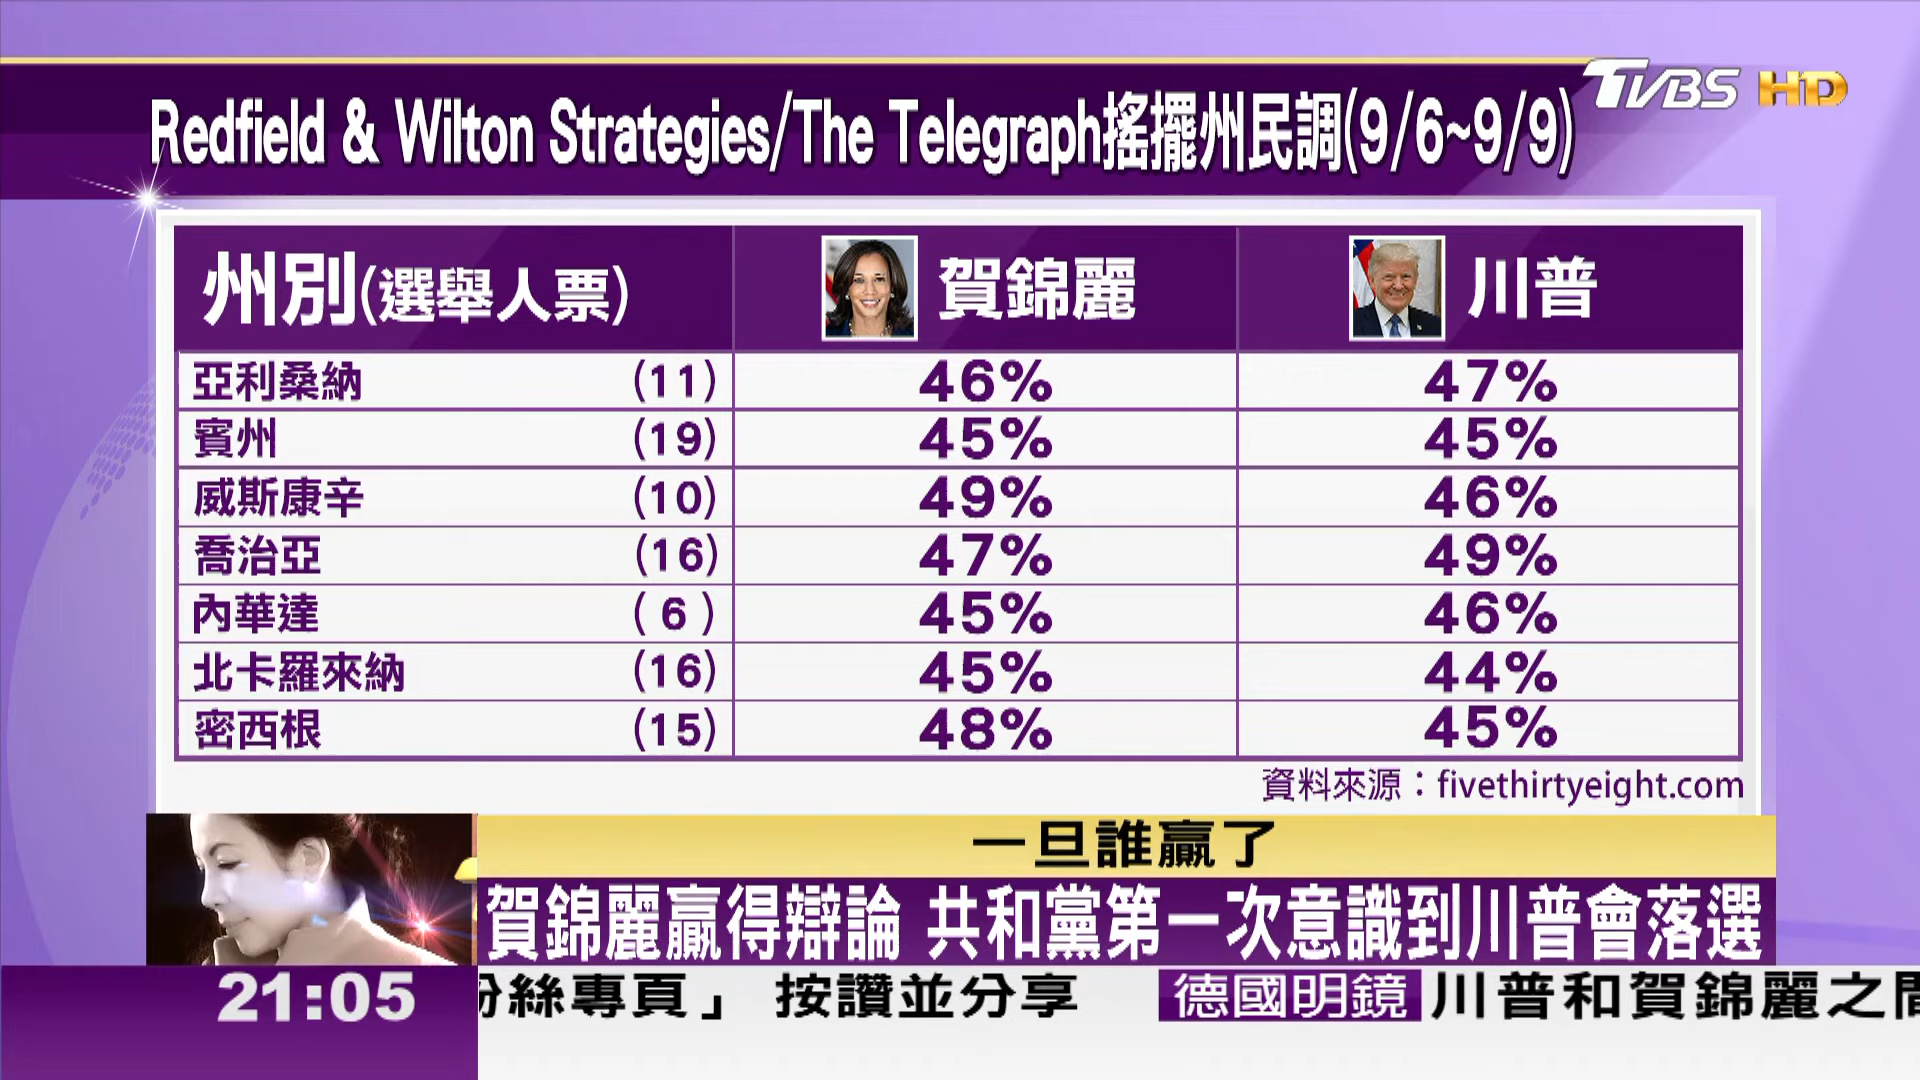 TVBS HD
Redfield & Wilton Strategies/The Telegraph搖擺州民調(9/6~9/9)
州別(選舉人票) 賀錦麗 川普
亞利桑納 (11) 46% 47%
賓州 (19) 45% 45%
威斯康辛 (10) 49% 46%
喬治亞 (16) 47% 49%
內華達 ( 6 ) 45% 46%
北卡羅來納 (16) 45% 44%
密西根 (15) 48% 45%
資料來源：fivethirtyeight.com
一旦誰贏了
賀錦麗贏得辯論 共和黨第一次意識到川普會落選
21:05 粉絲專頁」 按讚並分享 德國明鏡 川普和賀錦麗之間